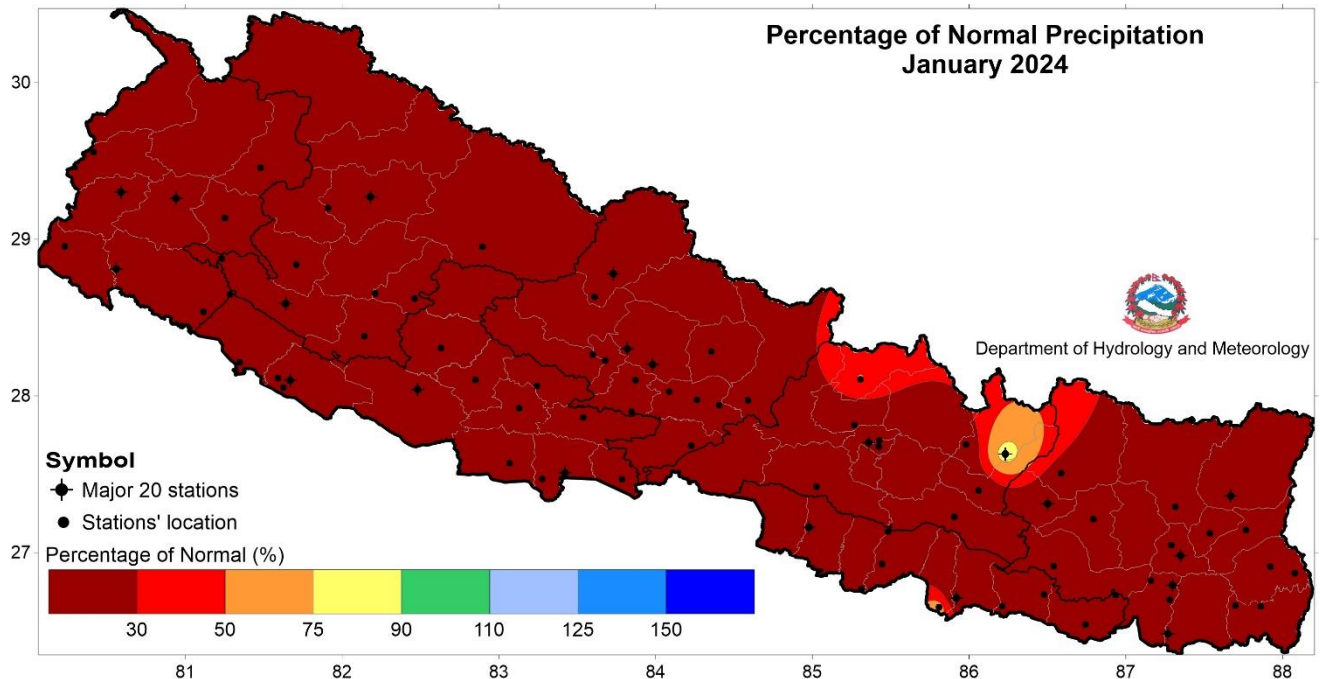 Percentage of Normal Precipitation
January 2024
30
29
28
27
Department of Hydrology and Meteorology
Symbol
Major 20 stations
Stations' location
Percentage of Normal (%)
30 50 75 90 110 125 150
81 82 83 84 85 86 87 88